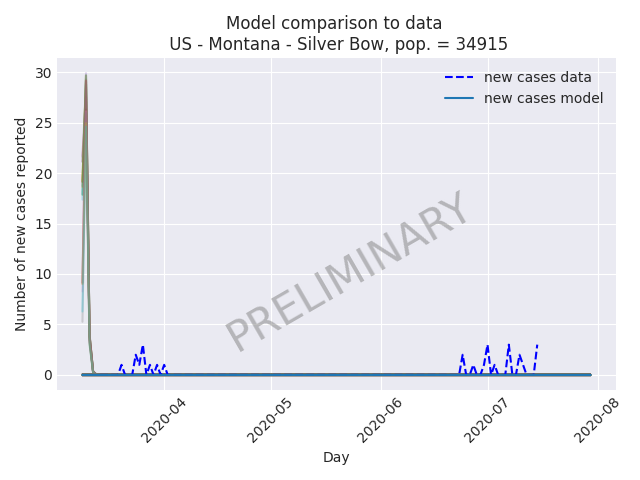 Model comparison to data
US - Montana - Silver Bow, pop. = 34915
new cases data
new cases model
Number of new cases reported
30
25
20
15
10
5
0
PRELIMINARY
2020-04
2020-05
2020-06
2020-07
2020-08
Day